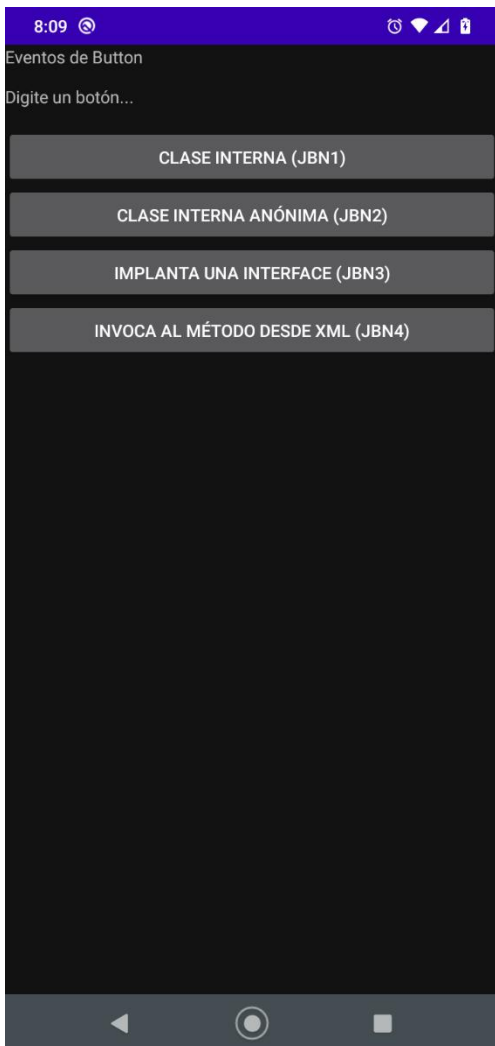 8:09
Eventos de Button
Digite un botón...
CLASE INTERNA (JBN1)
CLASE INTERNA ANÓNIMA (JBN2)
IMPLANTA UNA INTERFACE (JBN3)
INVOCA AL MÉTODO DESDE XML (JBN4)